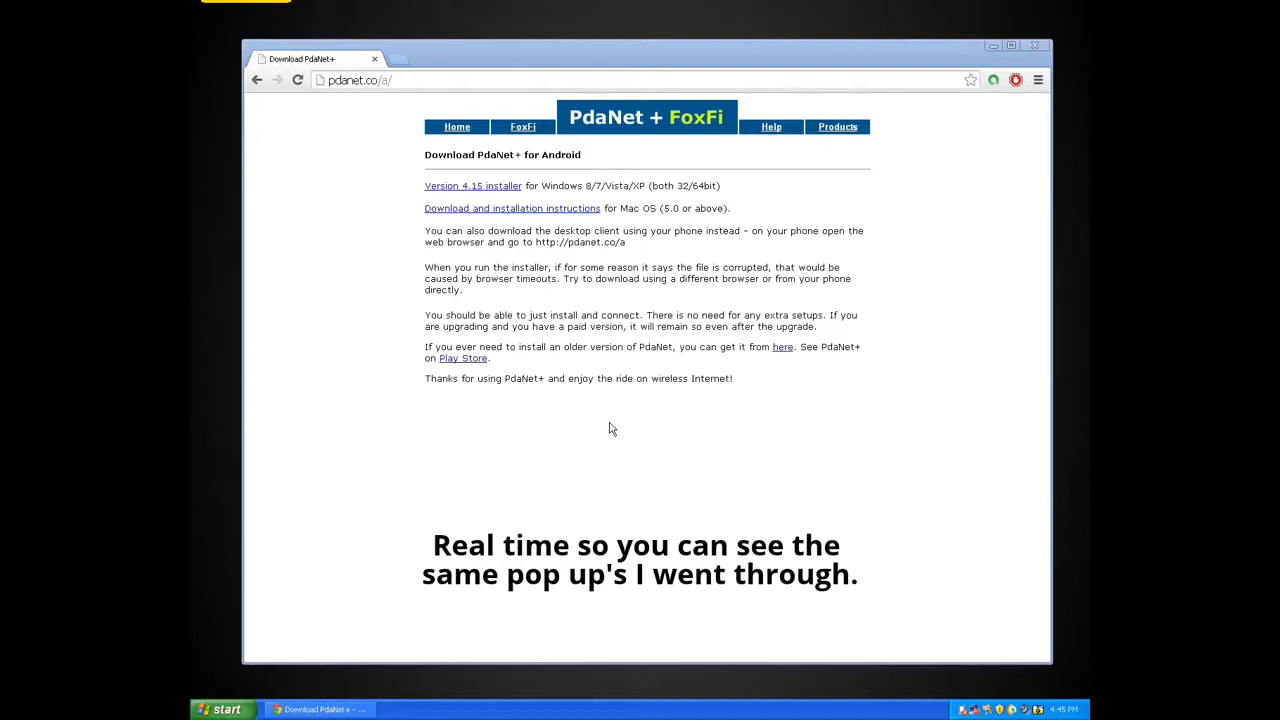 Download PdaNet+
pdanet.co/a/
Home FoxFi PdaNet + FoxFi Help Products
Download PdaNet+ for Android
Version 4.15 installer for Windows 8/7/Vista/XP (both 32/64bit)
Download and installation instructions for Mac OS (5.0 or above).
You can also download the desktop client using your phone instead - on your phone open the
web browser and go to http://pdanet.co/a
When you run the installer, if for some reason it says the file is corrupted, that would be
caused by browser timeouts. Try to download using a different browser or from your phone
directly.
You should be able to just install and connect. There is no need for any extra setups. If you
are upgrading and you have a paid version, it will remain so even after the upgrade.
If you ever need to install an older version of PdaNet, you can get it from here. See PdaNet+
on Play Store.
Thanks for using PdaNet+ and enjoy the ride on wireless Internet!
Real time so you can see the
same pop up's I went through.
start Download PdaNet+ - ... 4:45 PM